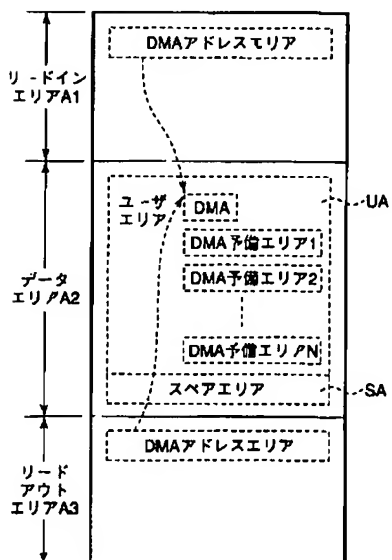 DMAアドレスエリア
リードイン
エリアA1
ユーザ
エリア
DMA
UA
DMA予備エリア1
DMA予備エリア2
データ
エリアA2
DMA予備エリアN
スペアエリア
SA
DMAアドレスエリア
リード
アウト
エリアA3